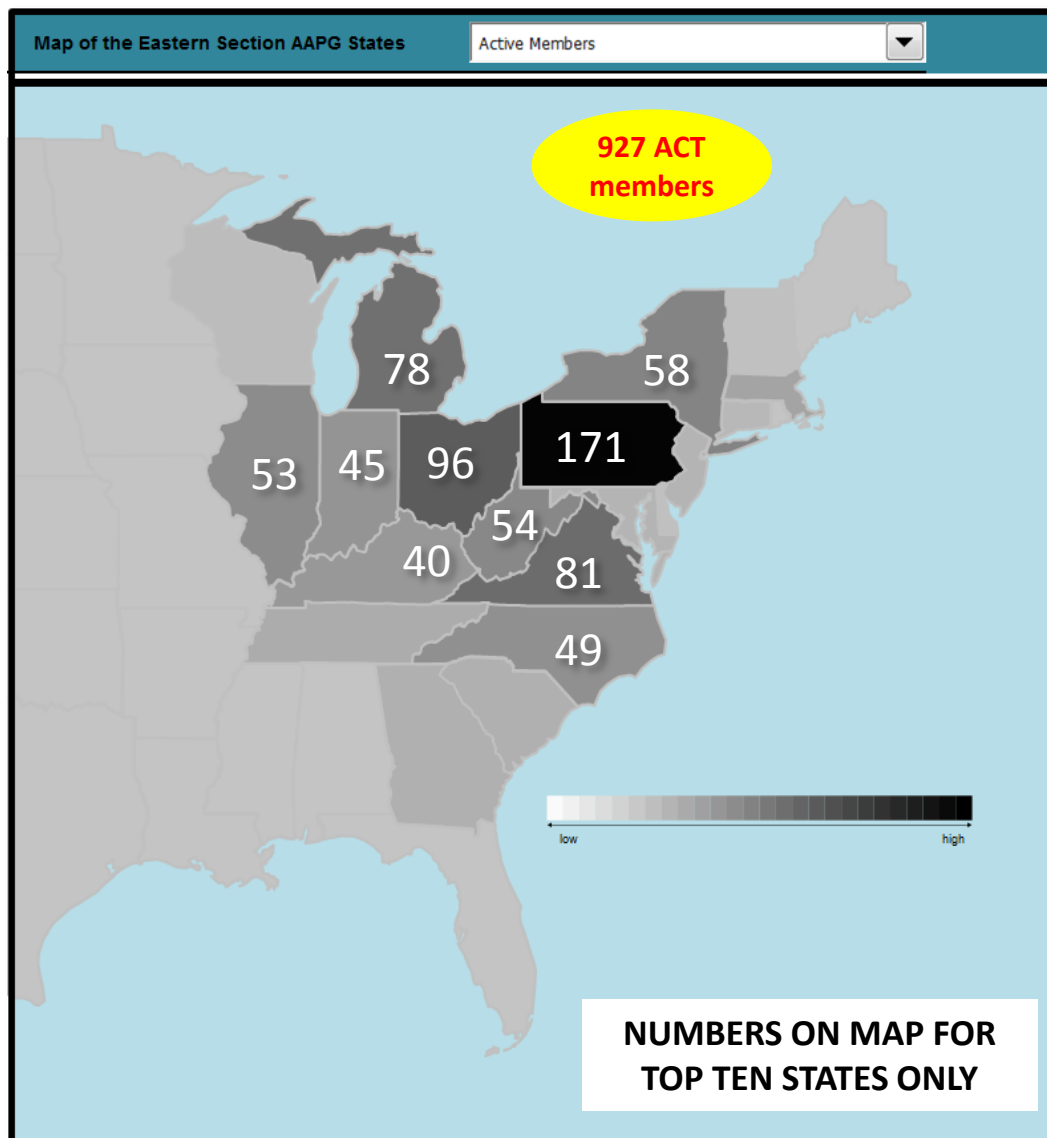 Map of the Eastern Section AAPG States
Active Members
927 ACT
members
78
58
171
96
45
53
54
40
81
49
low
high
NUMBERS ON MAP FOR
TOP TEN STATES ONLY